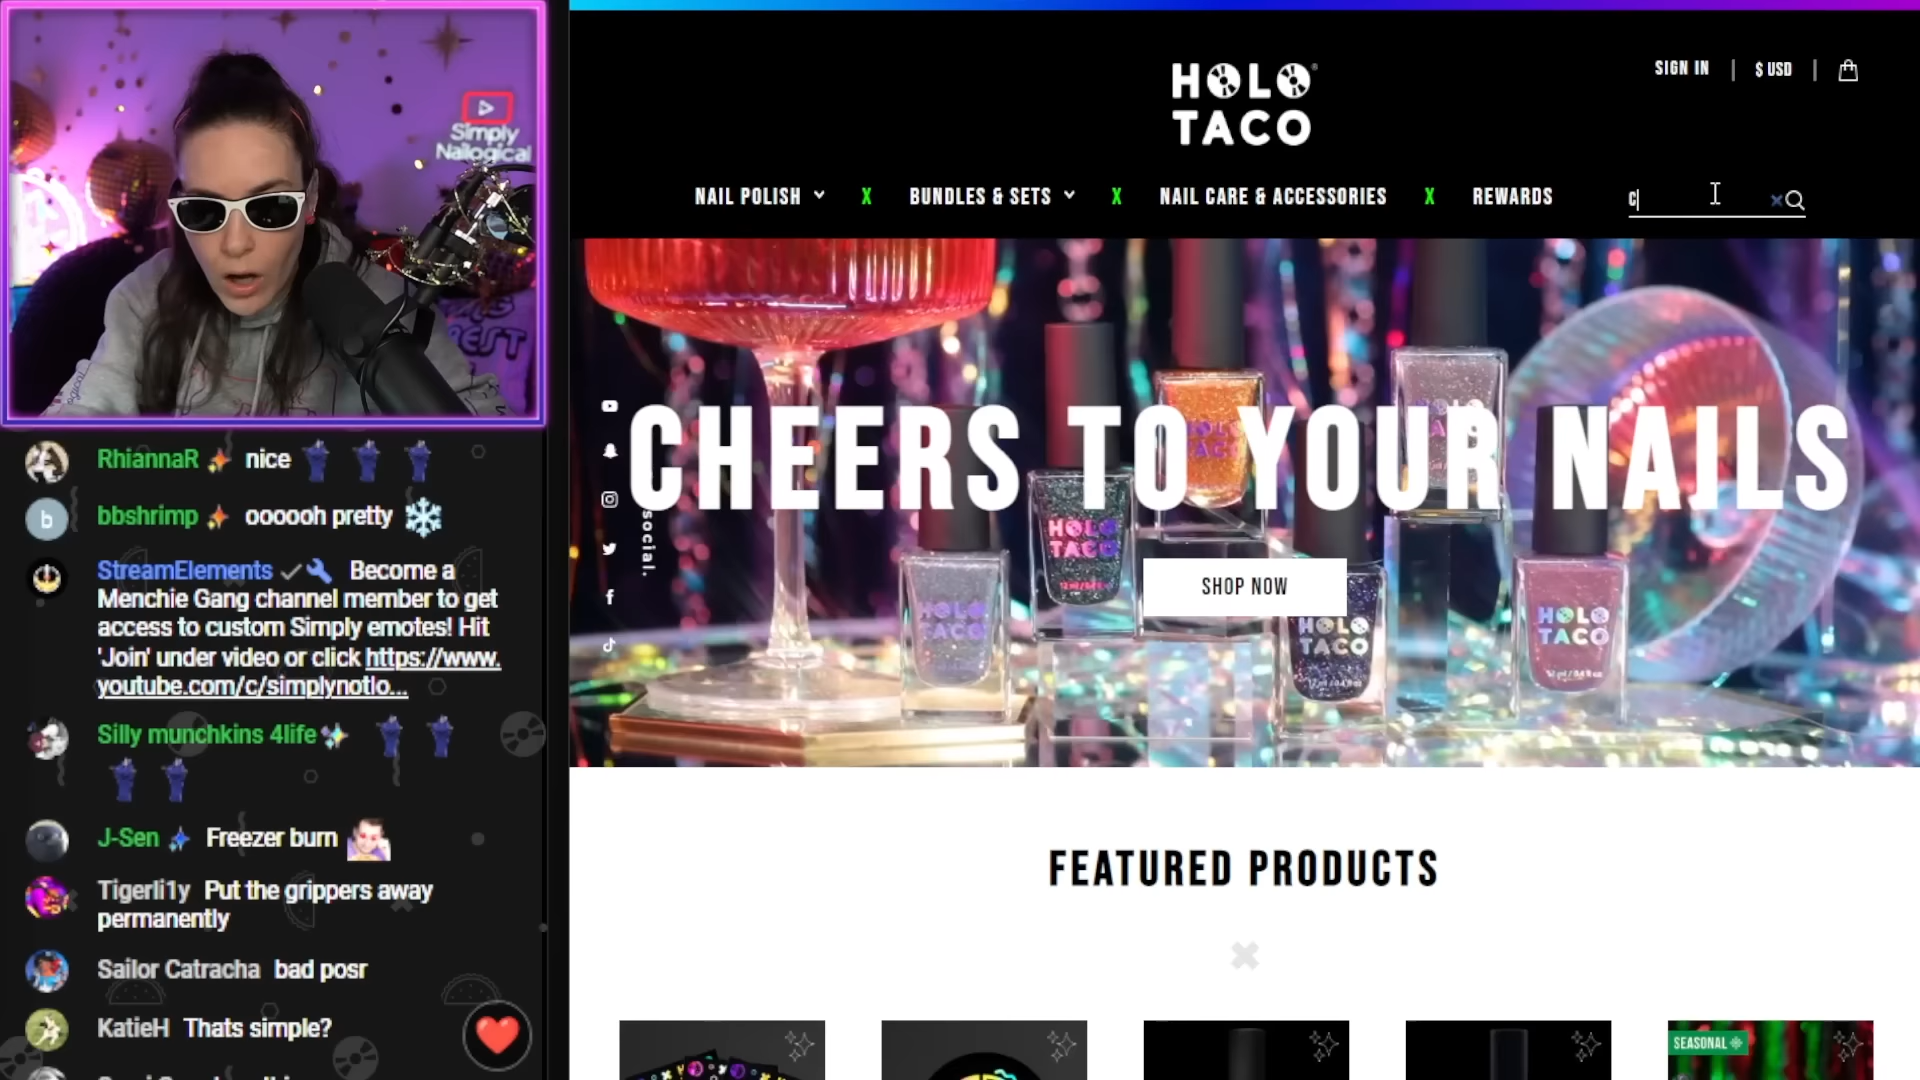 Simply
Nailogical
RhiannaR nice
bbshrimp oooooh pretty
StreamElements Become a
Menchie Gang channel member to get
access to custom Simply emotes! Hit
'Join' under video or click https://www.
youtube.com/c/simplynotlo...
Silly munchkins 4life
J-Sen Freezer burn
Tigerli1y Put the grippers away
permanently
Sailor Catracha bad posr
KatieH Thats simple?
HOLO
TACO
SIGN IN | $ USD |
NAIL POLISH X BUNDLES & SETS X NAIL CARE & ACCESSORIES X REWARDS
c
CHEERS TO YOUR NAILS
social.
SHOP NOW
HOLO
TACO
HOLO
TACO
HOLO
TACO
HOLO
TACO
FEATURED PRODUCTS
SEASONAL